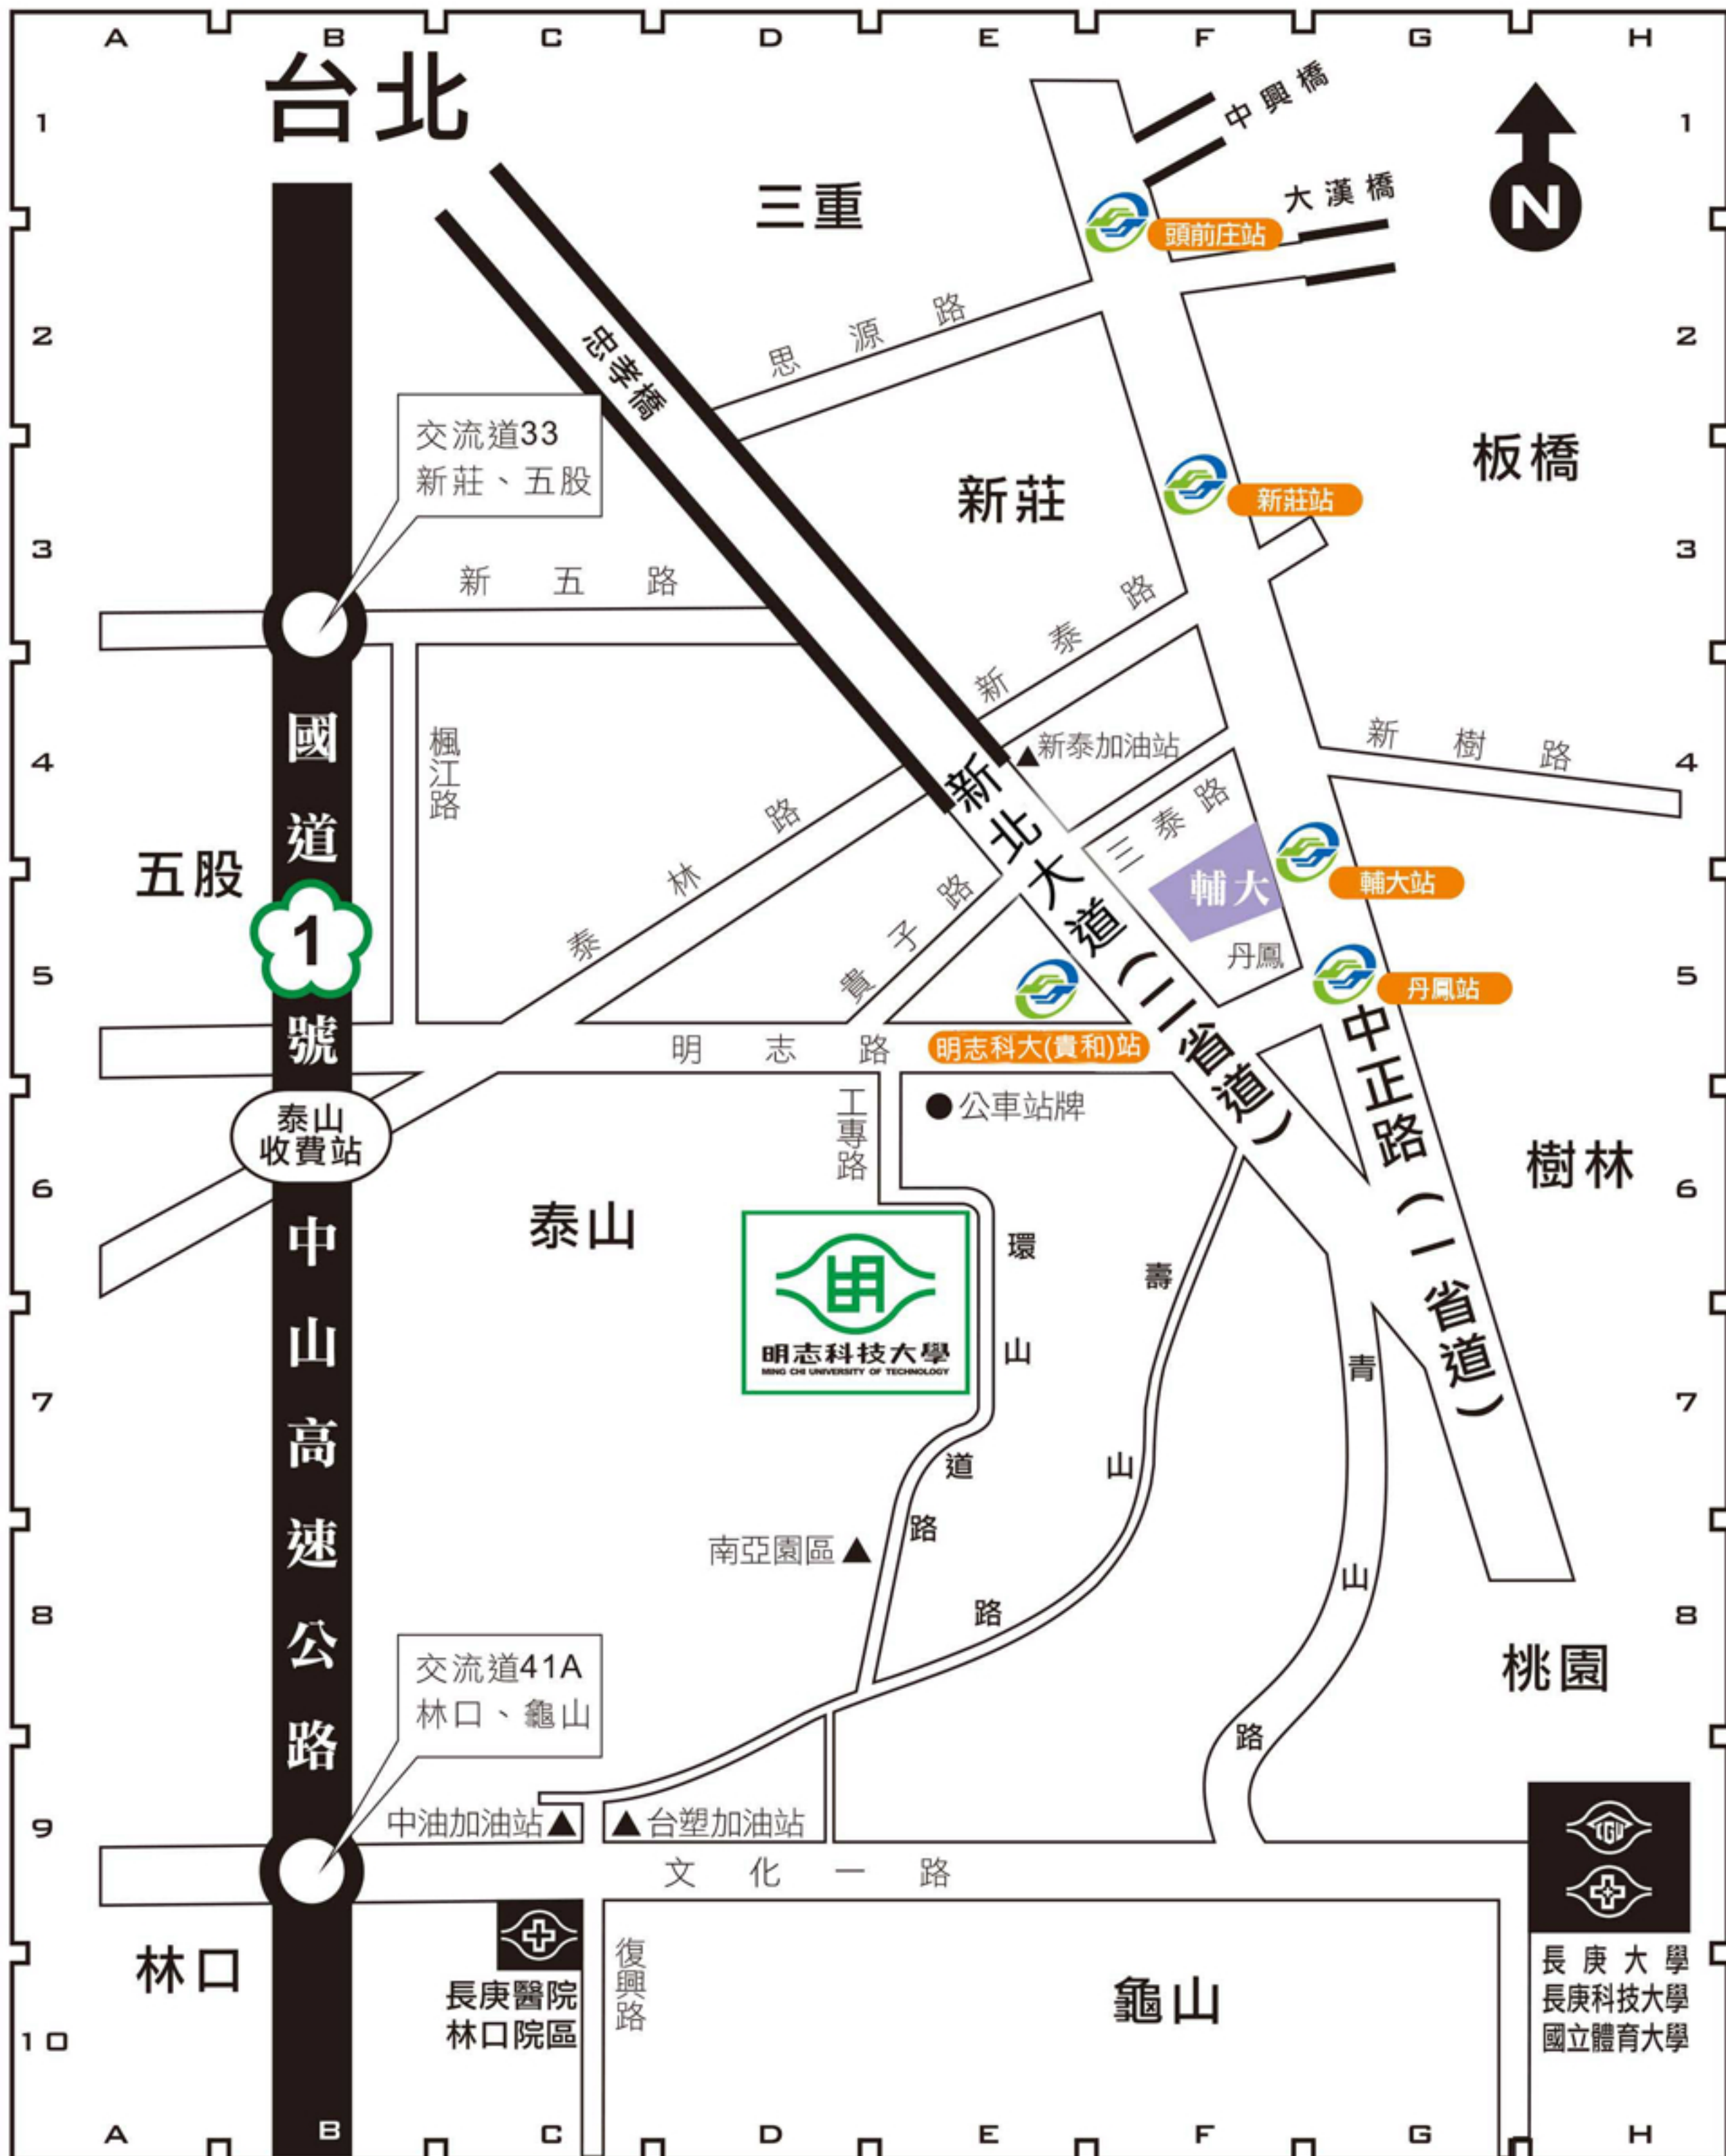 A B C D E F G H
台北
1
1
中興橋
大漢橋
N
三重
頭前庄站
2
2
思源路
忠孝橋
交流道33
新莊、五股
新莊
板橋
新莊站
3
3
新五路
新泰路
國道
1
號
中山高速公路
楓江路
4
4
新泰加油站
新樹路
泰林路
三泰路
五股
輔大
輔大站
貴子路
新北大道(二省道)
丹鳳
丹鳳站
5
5
明志路
明志科大(貴和)站
中正路(一省道)
泰山
收費站
工專路
公車站牌
6
6
泰山
樹林
環山道路
壽山路
青山路
明
明志科技大學
MING CHI UNIVERSITY OF TECHNOLOGY
7
7
南亞園區
8
8
交流道41A
林口、龜山
桃園
9
中油加油站
台塑加油站
文化一路
CGU
林口
長庚醫院
林口院區
復興路
龜山
長庚大學
長庚科技大學
國立體育大學
10
A B C D E F G H